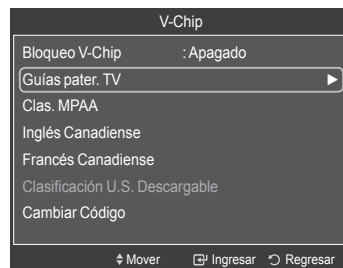 V-Chip
Bloqueo V-Chip : Apagado
Guías pater. TV
Clas. MPAA
Inglés Canadiense
Francés Canadiense
Clasificación U.S. Descargable
Cambiar Código
Mover Ingresar Regresar